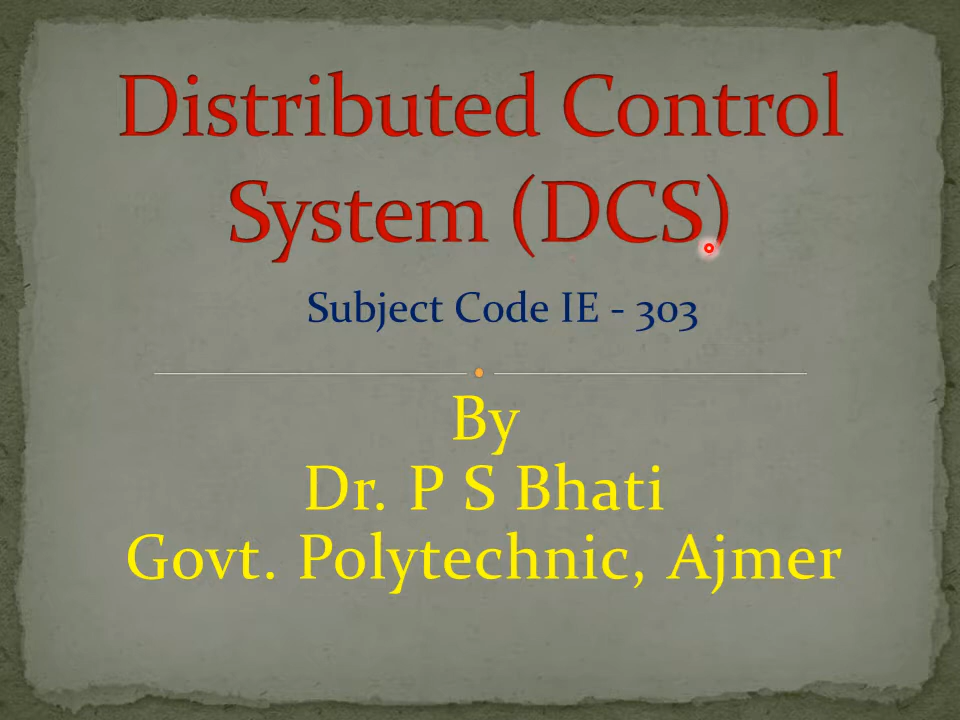 Distributed Control
System (DCS)
Subject Code IE - 303
By
Dr. P S Bhati
Govt. Polytechnic, Ajmer